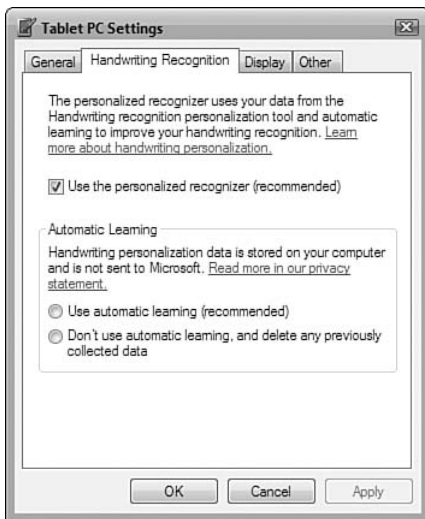 Tablet PC Settings
General Handwriting Recognition Display Other
The personalized recognizer uses your data from the
Handwriting recognition personalization tool and automatic
learning to improve your handwriting recognition. Learn
more about handwriting personalization.
Use the personalized recognizer (recommended)
Automatic Learning
Handwriting personalization data is stored on your computer
and is not sent to Microsoft. Read more in our privacy
statement.
Use automatic learning (recommended)
Don't use automatic learning, and delete any previously
collected data
OK Cancel Apply